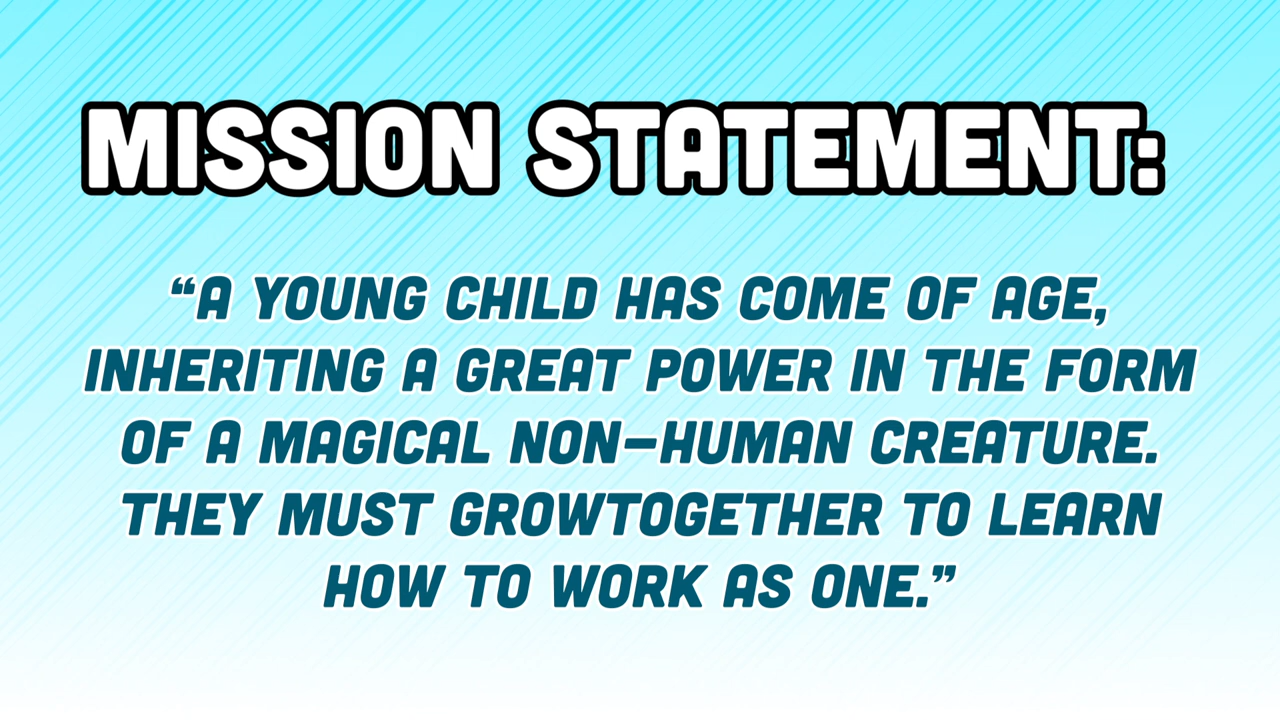 MISSION STATEMENT:
“A YOUNG CHILD HAS COME OF AGE,
INHERITING A GREAT POWER IN THE FORM
OF A MAGICAL NON–HUMAN CREATURE.
THEY MUST GROWTOGETHER TO LEARN
HOW TO WORK AS ONE.”